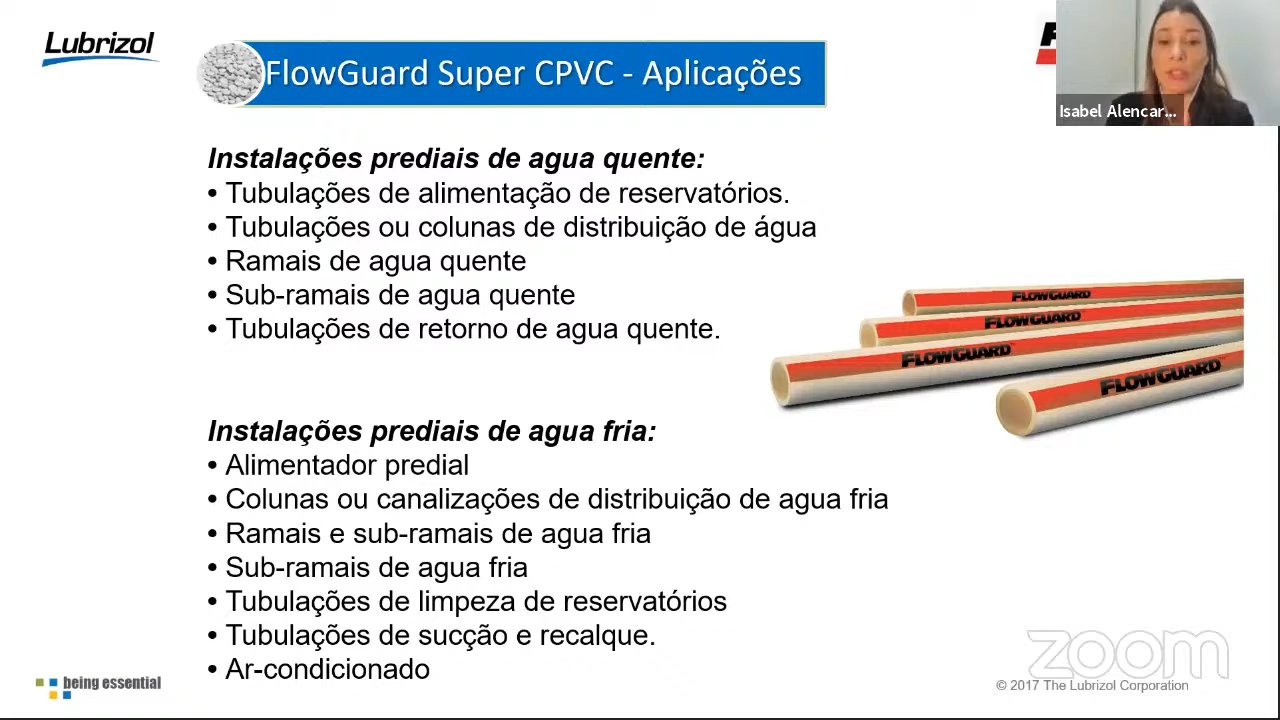 Lubrizol
FlowGuard Super CPVC - Aplicações
Isabel Alencar...
Instalações prediais de agua quente:
• Tubulações de alimentação de reservatórios.
• Tubulações ou colunas de distribuição de água
• Ramais de agua quente
• Sub-ramais de agua quente
• Tubulações de retorno de agua quente.
FLOWGUARD
FLOWGUARD
FLOWGUARD
FLOWGUARD
Instalações prediais de agua fria:
• Alimentador predial
• Colunas ou canalizações de distribuição de agua fria
• Ramais e sub-ramais de agua fria
• Sub-ramais de agua fria
• Tubulações de limpeza de reservatórios
• Tubulações de sucção e recalque.
• Ar-condicionado
zoom
being essential
© 2017 The Lubrizol Corporation